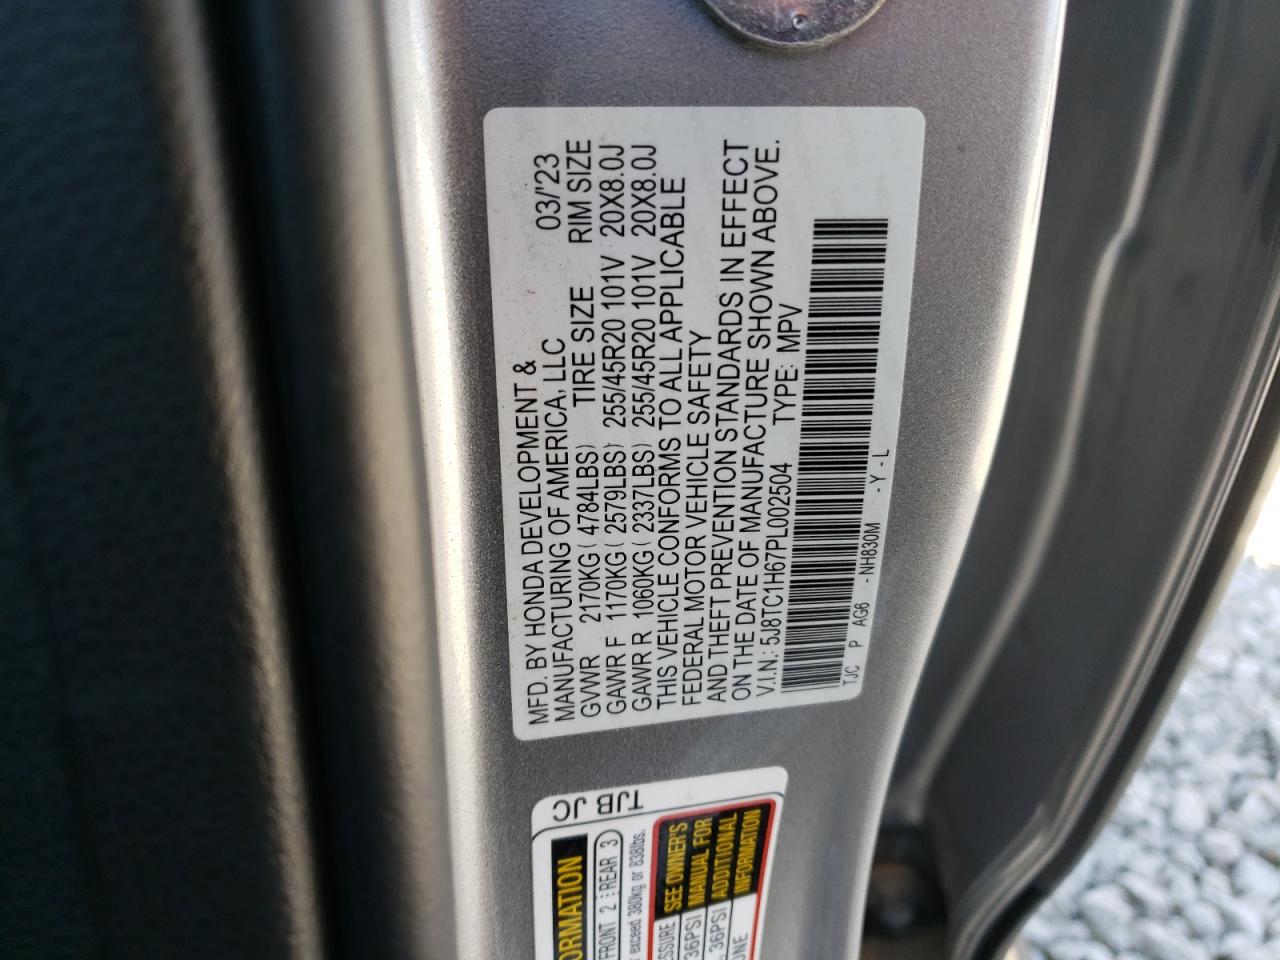 MFD. BY HONDA DEVELOPMENT &
MANUFACTURING OF AMERICA, LLC 03/'23
GVWR 2170KG ( 4784LBS) TIRE SIZE RIM SIZE
GAWR F 1170KG ( 2579LBS) 255/45R20 101V 20X8.0J
GAWR R 1060KG ( 2337LBS) 255/45R20 101V 20X8.0J
THIS VEHICLE CONFORMS TO ALL APPLICABLE
FEDERAL MOTOR VEHICLE SAFETY
AND THEFT PREVENTION STANDARDS IN EFFECT
ON THE DATE OF MANUFACTURE SHOWN ABOVE.
V.I.N.: 5J8TC1H67PL002504 TYPE: MPV
TJC P AG6 -NH830M -Y-L
TJB JC
FRONT 2 REAR 3
exceed 380kg or 838lbs.
36PSI
36PSI
SEE OWNER'S
MANUAL FOR
ADDITIONAL
INFORMATION